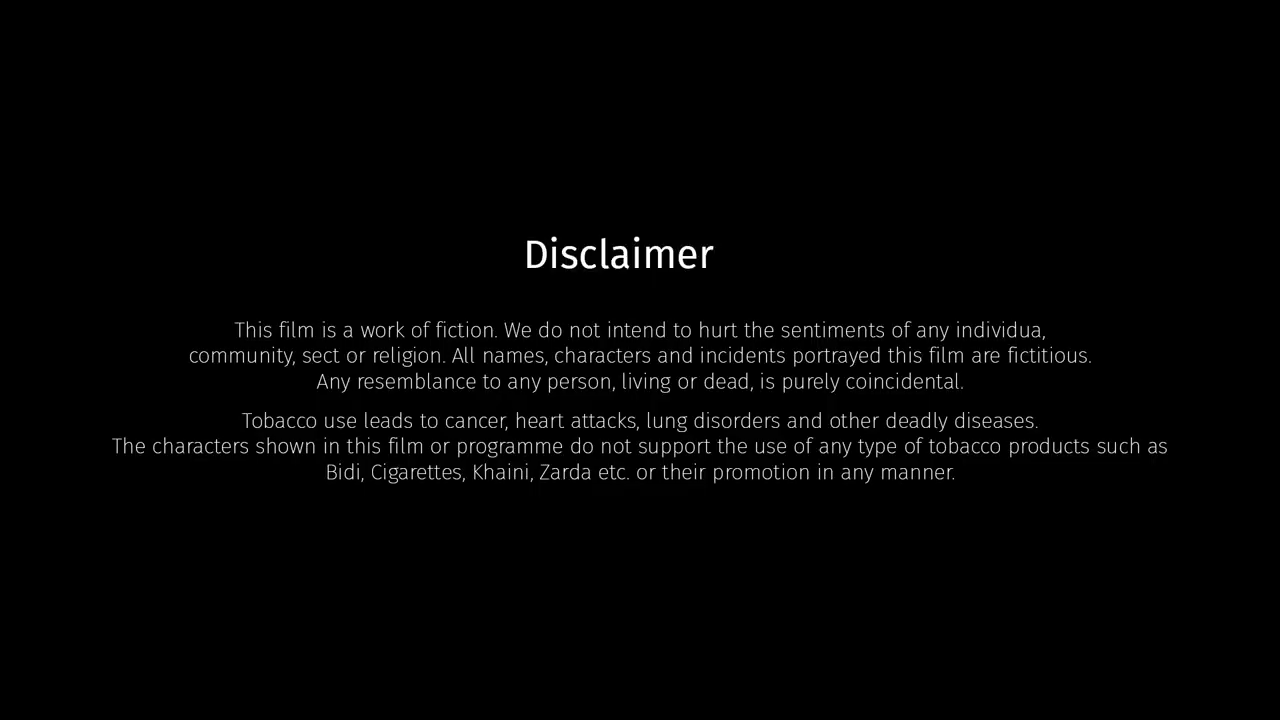 Disclaimer
This film is a work of fiction. We do not intend to hurt the sentiments of any individua,
community, sect or religion. All names, characters and incidents portrayed this film are fictitious.
Any resemblance to any person, living or dead, is purely coincidental.
Tobacco use leads to cancer, heart attacks, lung disorders and other deadly diseases.
The characters shown in this film or programme do not support the use of any type of tobacco products such as
Bidi, Cigarettes, Khaini, Zarda etc. or their promotion in any manner.